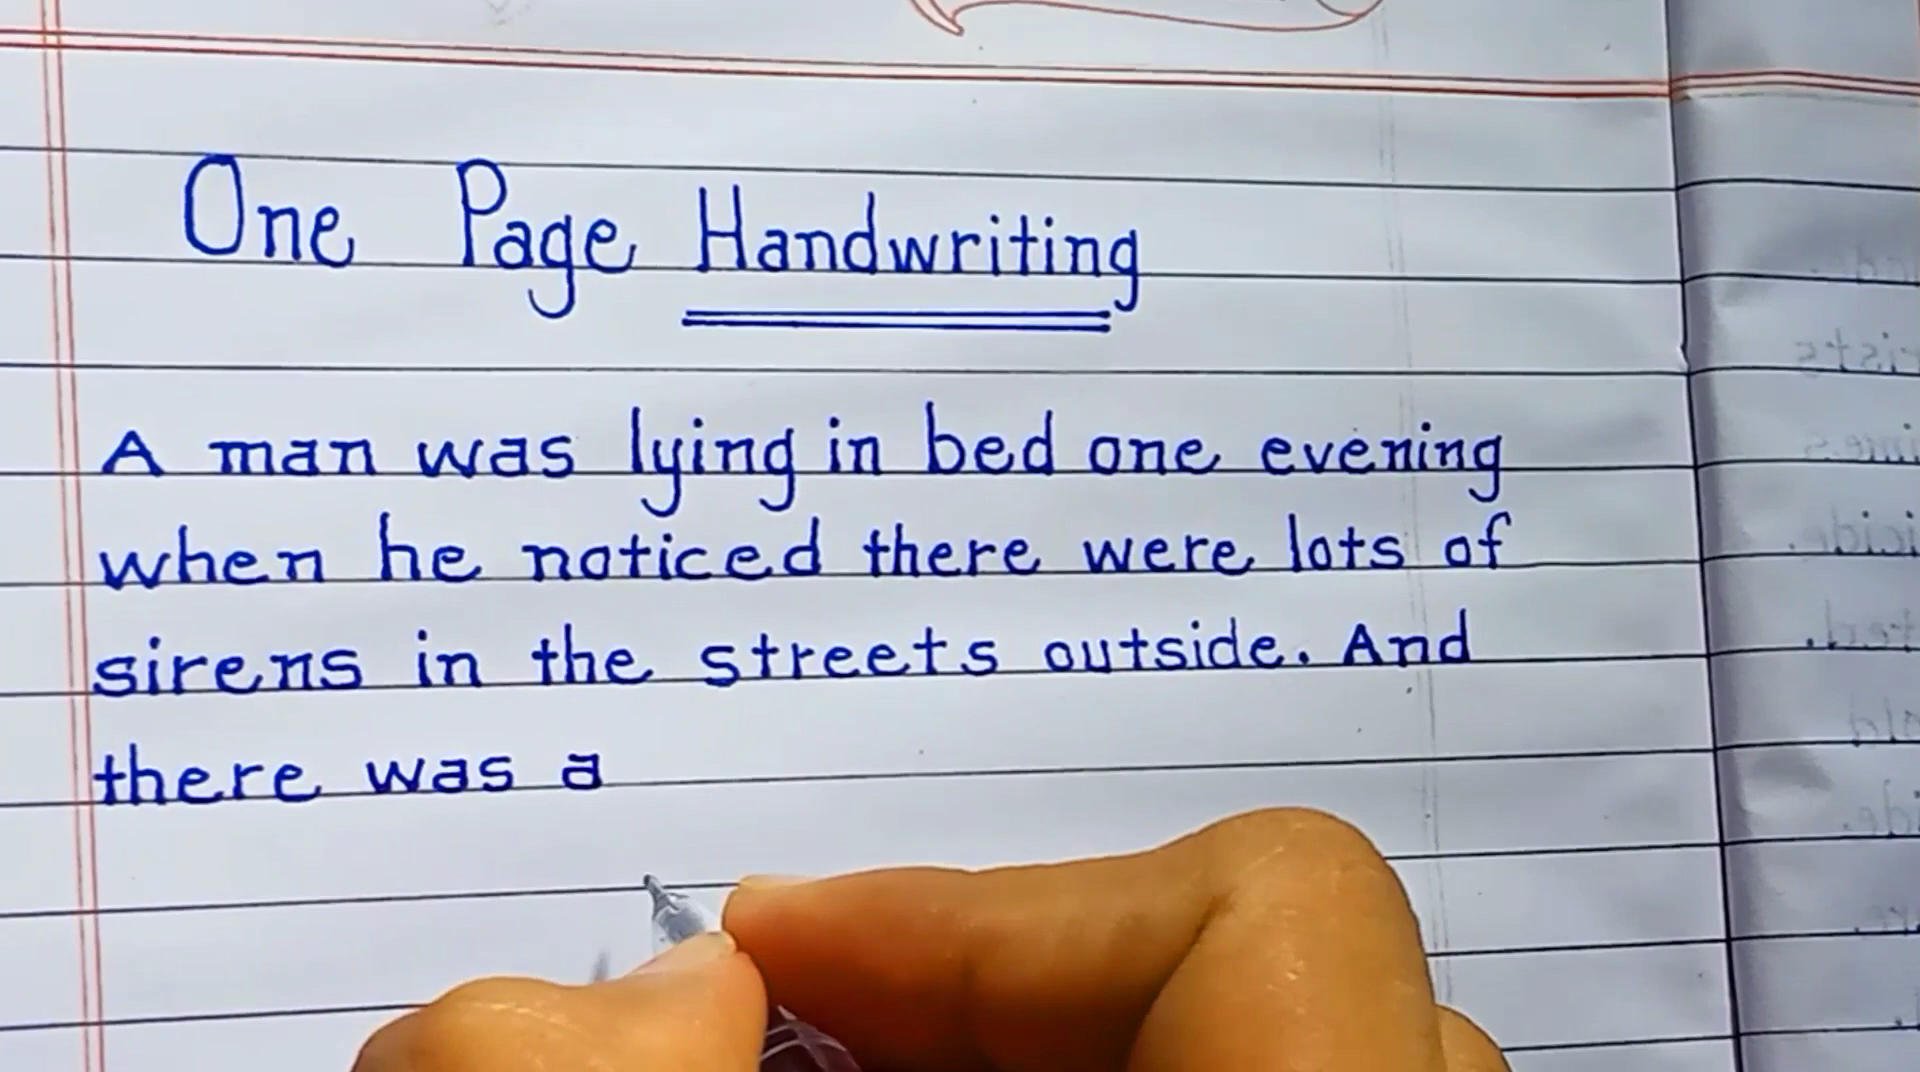 One Page Handwriting
A man was lying in bed one evening
when he noticed there were lots of
sirens in the streets outside. And
there was a